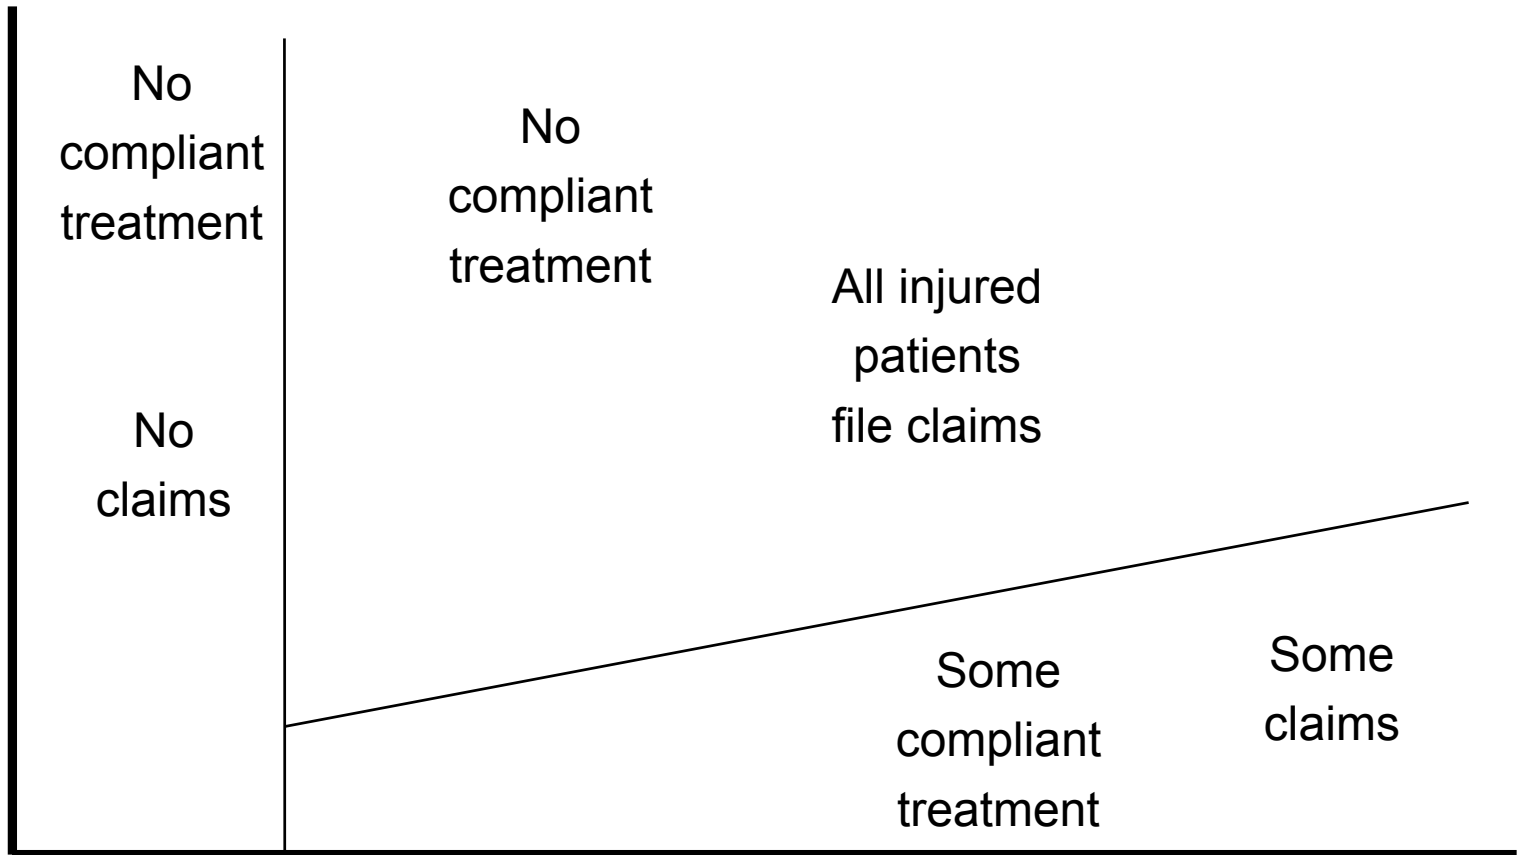 No
compliant
treatment
No
claims
No
compliant
treatment
All injured
patients
file claims
Some
compliant
treatment
Some
claims